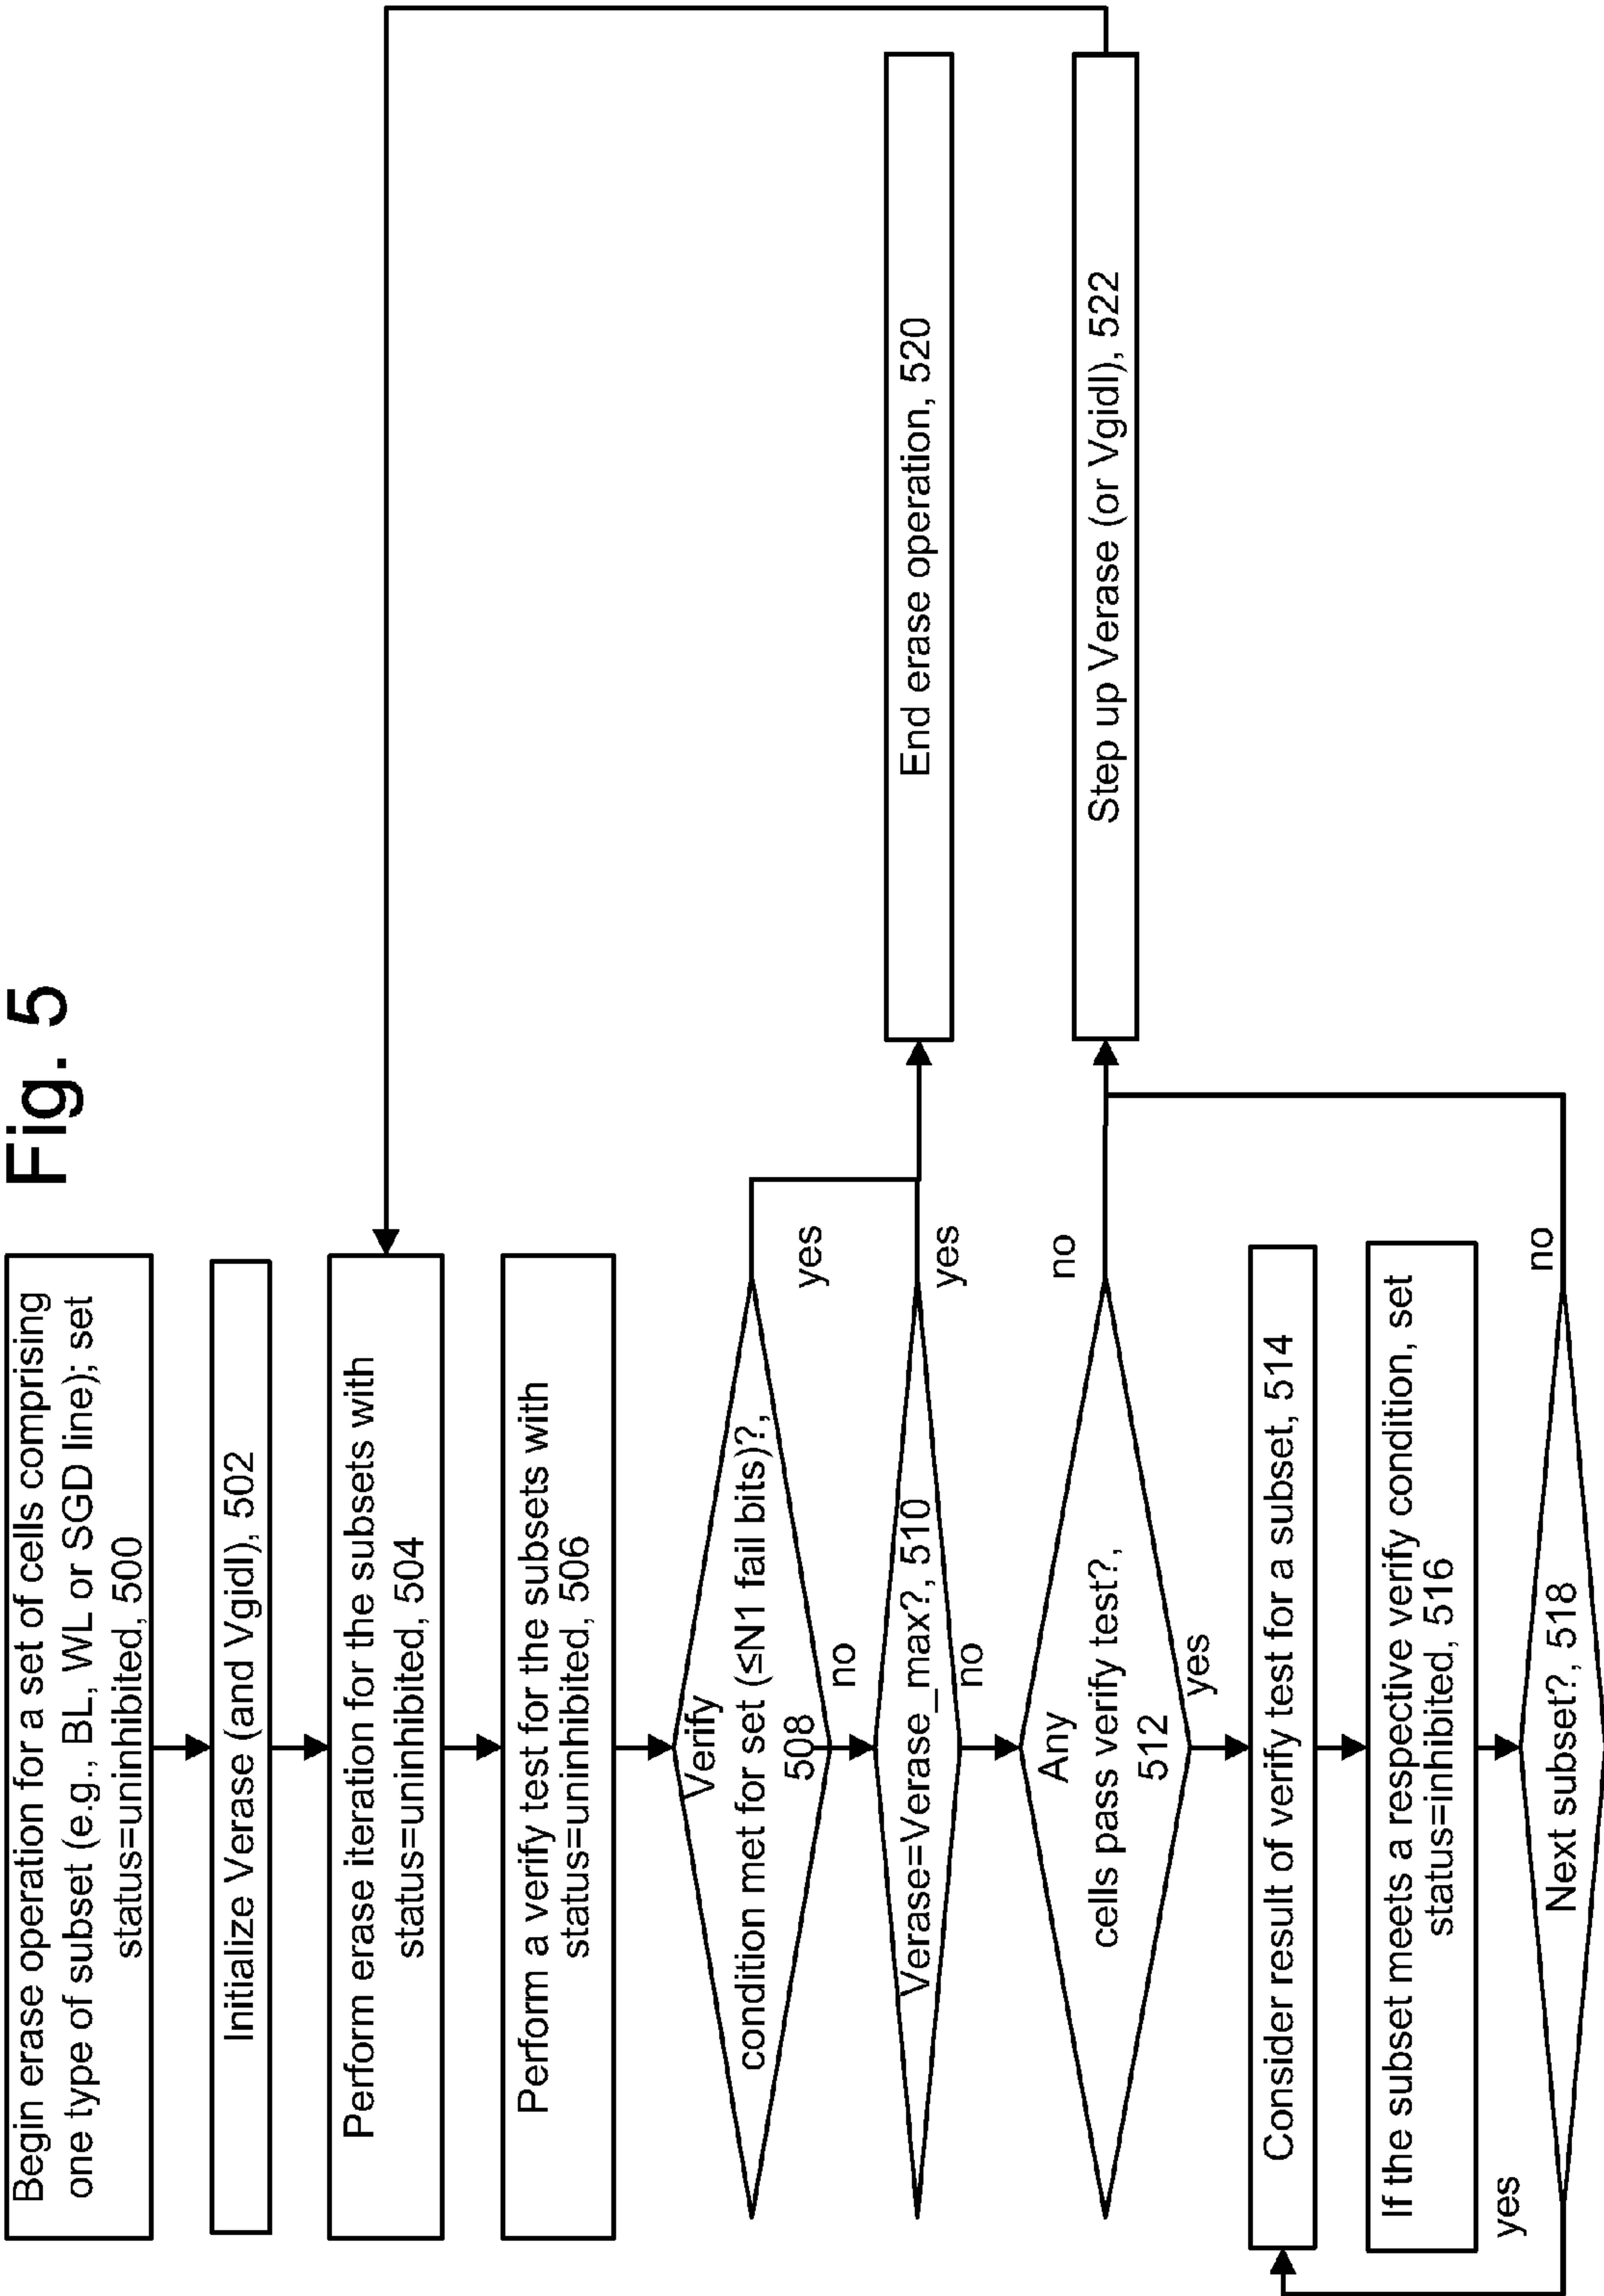 Fig. 5
Begin erase operation for a set of cells comprising
one type of subset (e.g., BL, WL or SGD line); set
status=uninhibited, 500
Initialize Verase (and Vgidl), 502
Perform erase iteration for the subsets with
status=uninhibited, 504
Perform a verify test for the subsets with
status=uninhibited, 506
Verify
condition met for set (≤N1 fail bits)?,
508
yes
no
End erase operation, 520
Verase=Verase_max?, 510
yes
no
Any
cells pass verify test?,
512
no
yes
Step up Verase (or Vgidl), 522
Consider result of verify test for a subset, 514
If the subset meets a respective verify condition, set
status=inhibited, 516
yes
Next subset?, 518
no